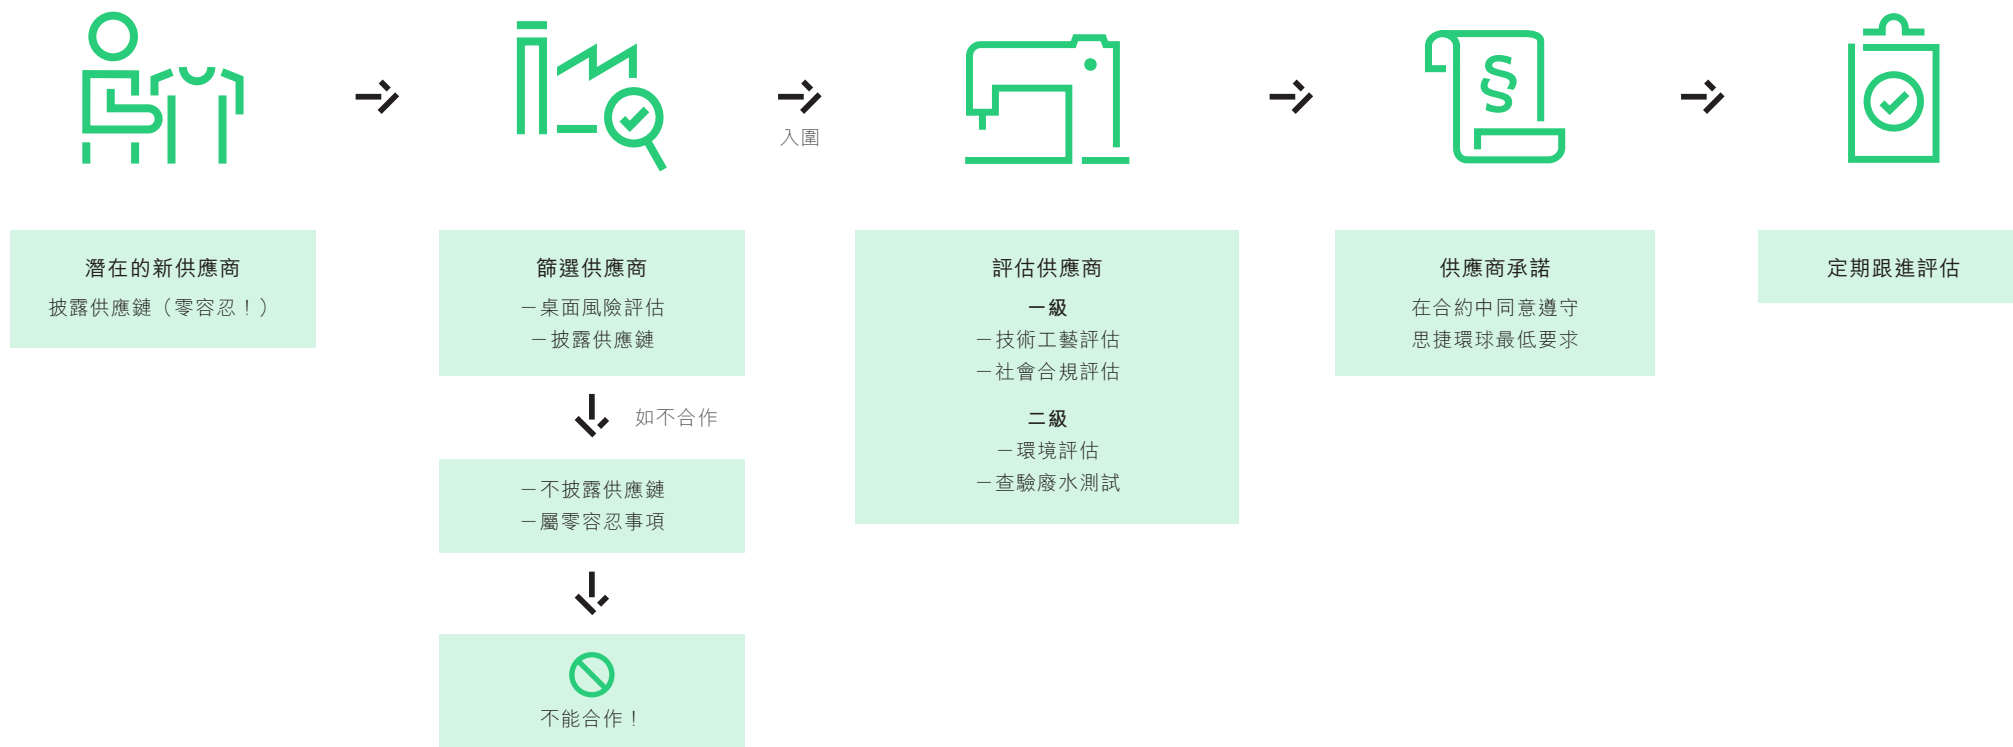 入圍
潛在的新供應商
披露供應鏈（零容忍！）
篩選供應商
－桌面風險評估
－披露供應鏈
如不合作
－不披露供應鏈
－屬零容忍事項
不能合作！
評估供應商
一級
－技術工藝評估
－社會合規評估
二級
－環境評估
－查驗廢水測試
§
供應商承諾
在合約中同意遵守
思捷環球最低要求
定期跟進評估